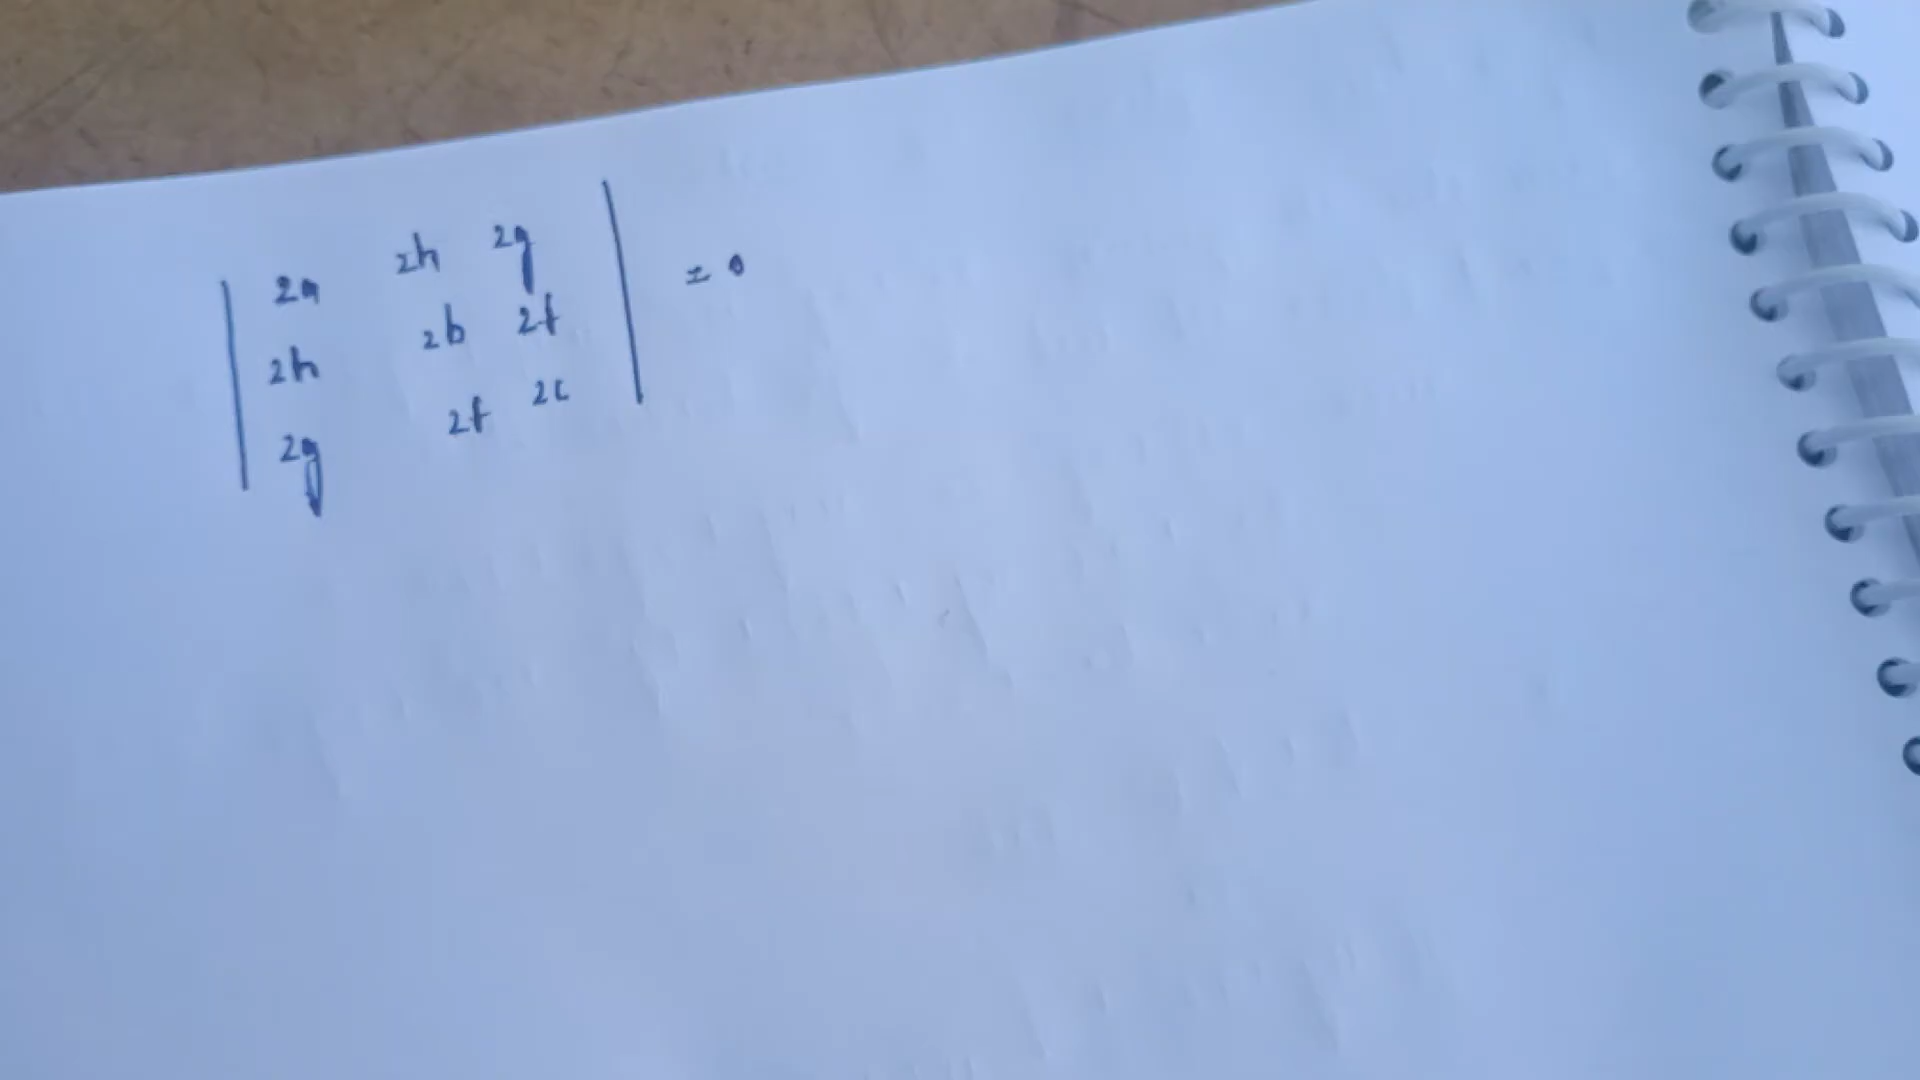 | 2a 2h 2g | = 0
| 2h 2b 2f |
| 2g 2f 2c |